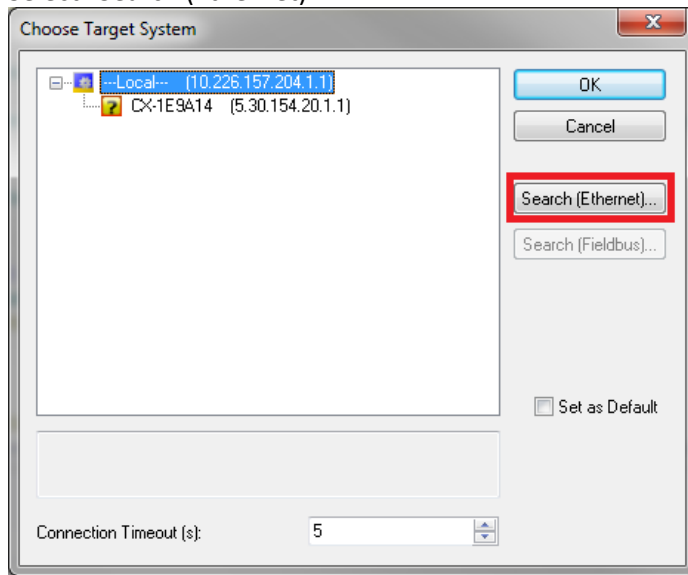 Choose Target System
---Local--- (10.226.157.204.1.1)
CX-1E9A14 (5.30.154.20.1.1)
OK
Cancel
Search (Ethernet)...
Search (Fieldbus)...
Set as Default
Connection Timeout (s): 5